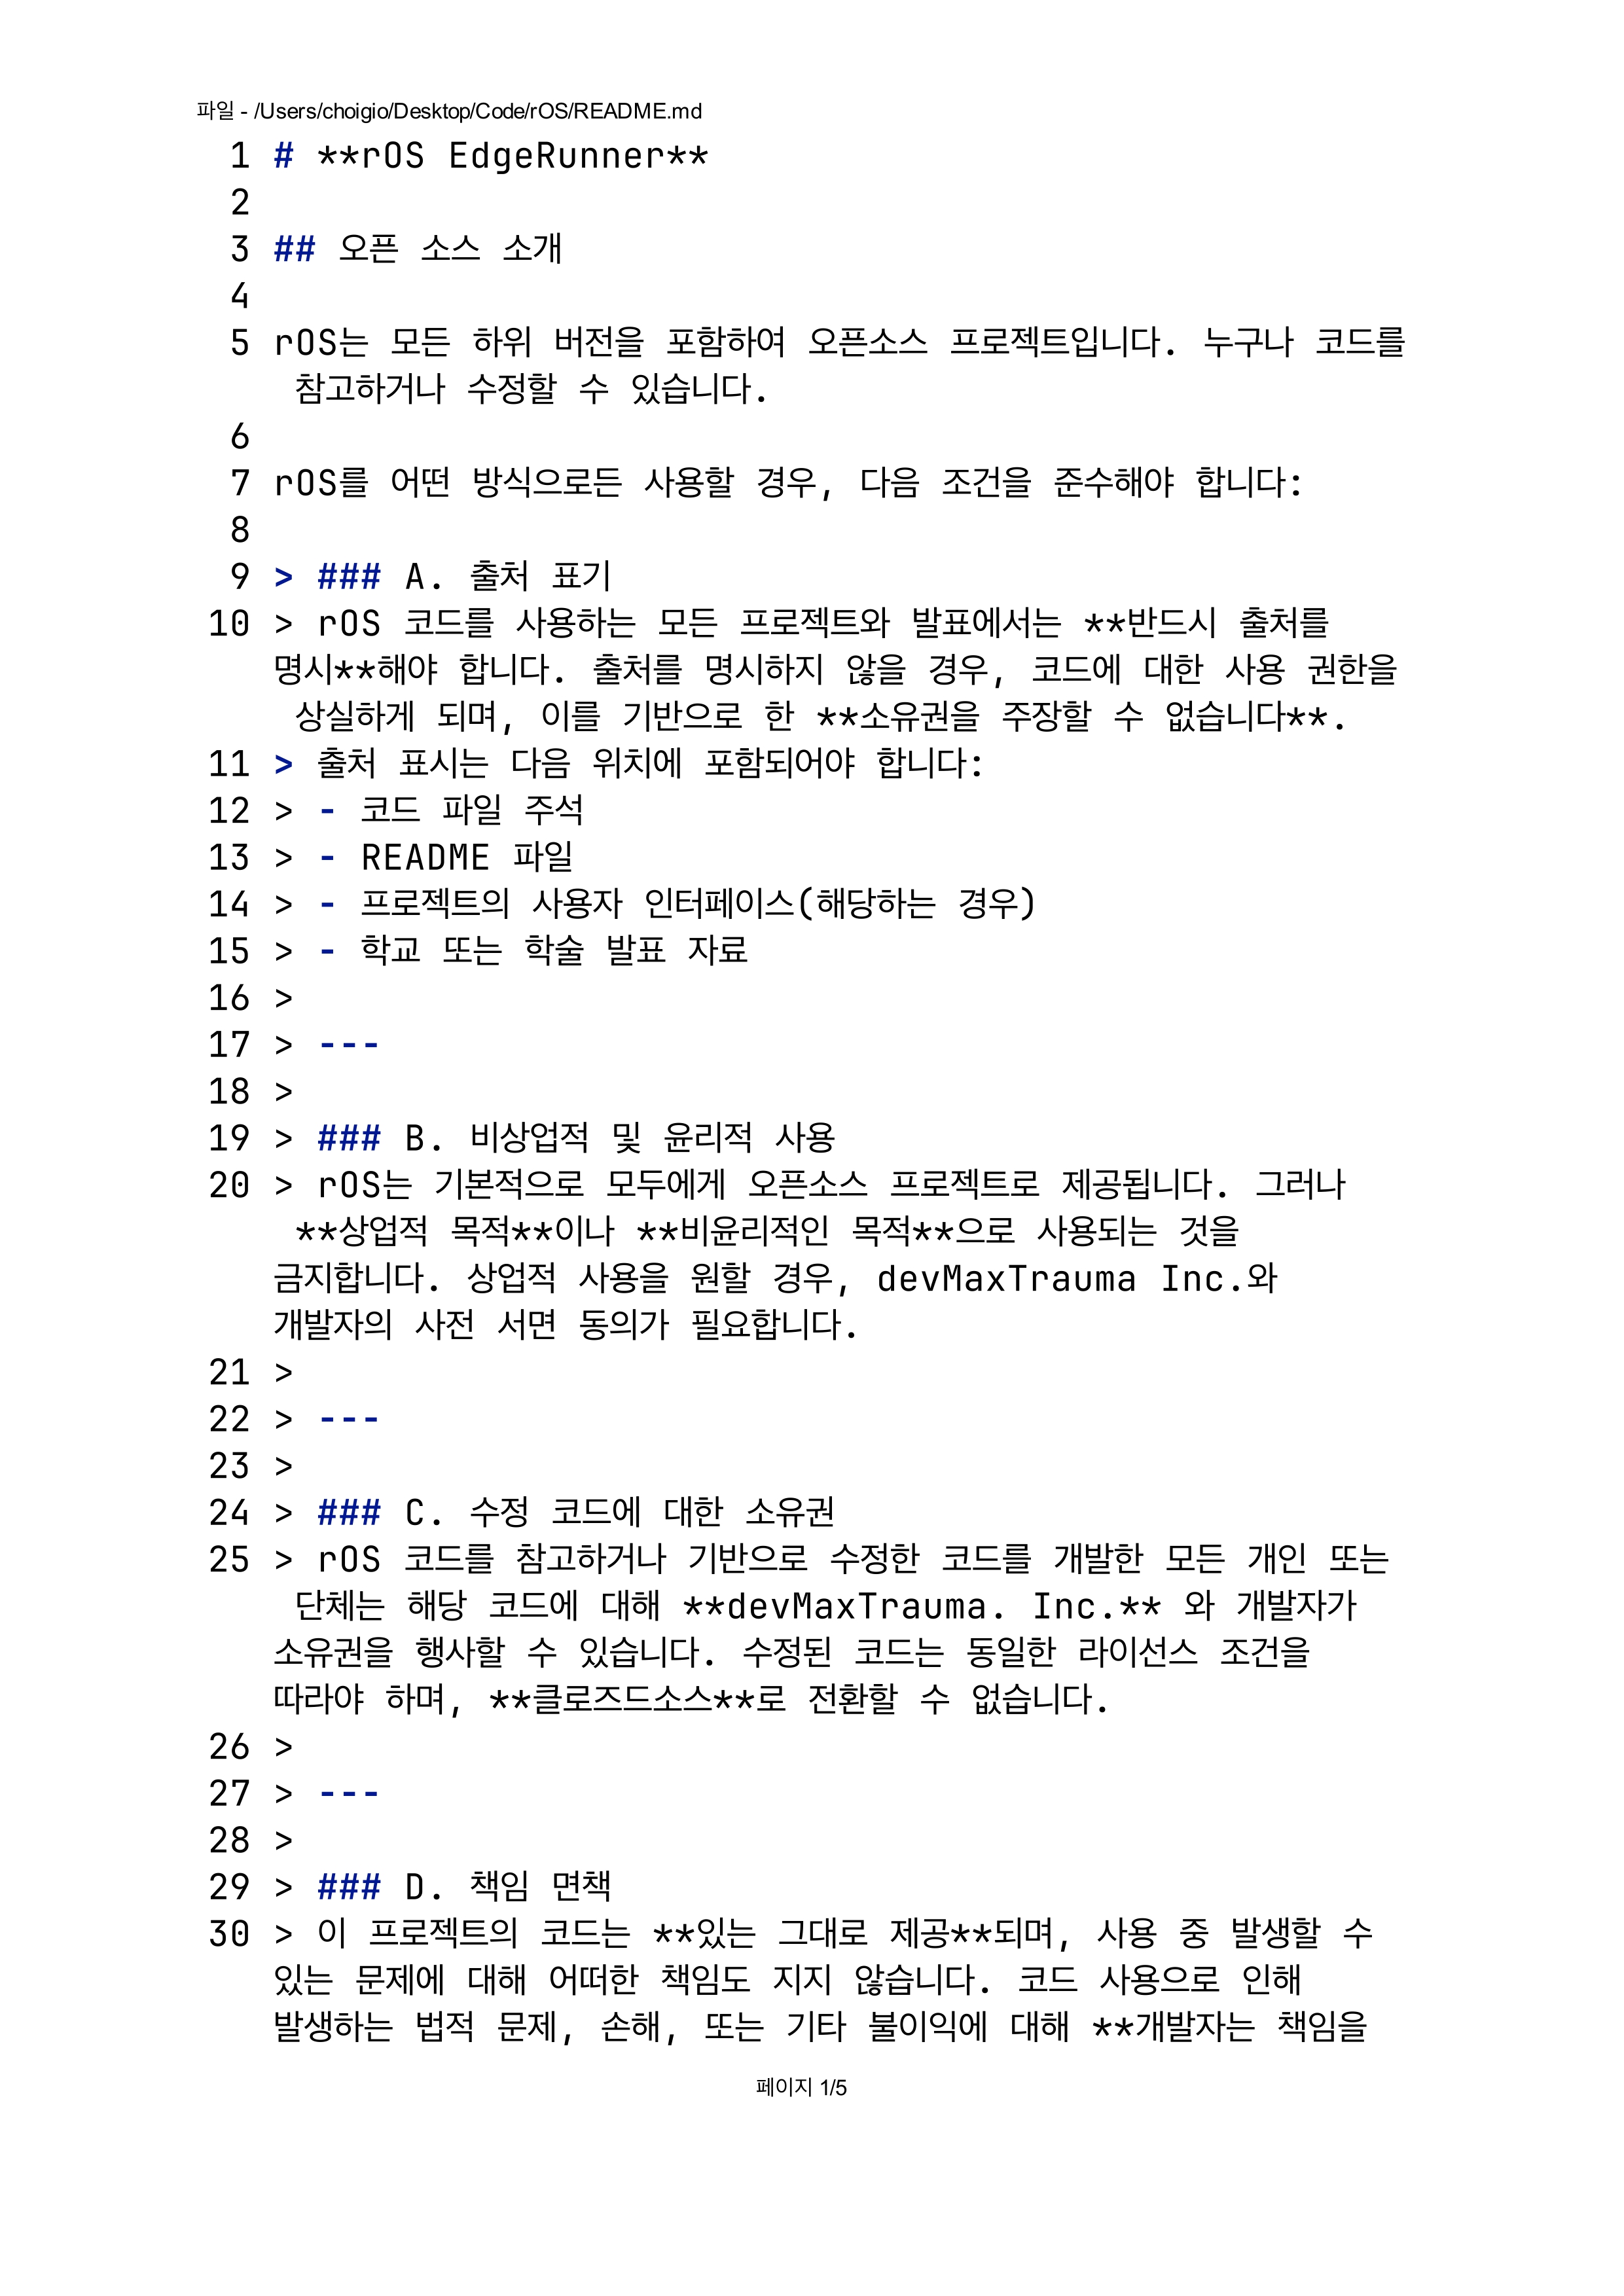 파일 - /Users/choigio/Desktop/Code/rOS/README.md
1 # **rOS EdgeRunner**
2
3 ## 오픈 소스 소개
4
5 rOS는 모든 하위 버전을 포함하여 오픈소스 프로젝트입니다. 누구나 코드를
참고하거나 수정할 수 있습니다.
6
7 rOS를 어떤 방식으로든 사용할 경우, 다음 조건을 준수해야 합니다:
8
9 > ### A. 출처 표기
10 > rOS 코드를 사용하는 모든 프로젝트와 발표에서는 **반드시 출처를
명시**해야 합니다. 출처를 명시하지 않을 경우, 코드에 대한 사용 권한을
상실하게 되며, 이를 기반으로 한 **소유권을 주장할 수 없습니다**.
11 > 출처 표시는 다음 위치에 포함되어야 합니다:
12 > - 코드 파일 주석
13 > - README 파일
14 > - 프로젝트의 사용자 인터페이스(해당하는 경우)
15 > - 학교 또는 학술 발표 자료
16 >
17 > ---
18 >
19 > ### B. 비상업적 및 윤리적 사용
20 > rOS는 기본적으로 모두에게 오픈소스 프로젝트로 제공됩니다. 그러나
**상업적 목적**이나 **비윤리적인 목적**으로 사용되는 것을
금지합니다. 상업적 사용을 원할 경우, devMaxTrauma Inc.와
개발자의 사전 서면 동의가 필요합니다.
21 >
22 > ---
23 >
24 > ### C. 수정 코드에 대한 소유권
25 > rOS 코드를 참고하거나 기반으로 수정한 코드를 개발한 모든 개인 또는
단체는 해당 코드에 대해 **devMaxTrauma. Inc.** 와 개발자가
소유권을 행사할 수 있습니다. 수정된 코드는 동일한 라이선스 조건을
따라야 하며, **클로즈드소스**로 전환할 수 없습니다.
26 >
27 > ---
28 >
29 > ### D. 책임 면책
30 > 이 프로젝트의 코드는 **있는 그대로 제공**되며, 사용 중 발생할 수
있는 문제에 대해 어떠한 책임도 지지 않습니다. 코드 사용으로 인해
발생하는 법적 문제, 손해, 또는 기타 불이익에 대해 **개발자는 책임을
페이지 1/5